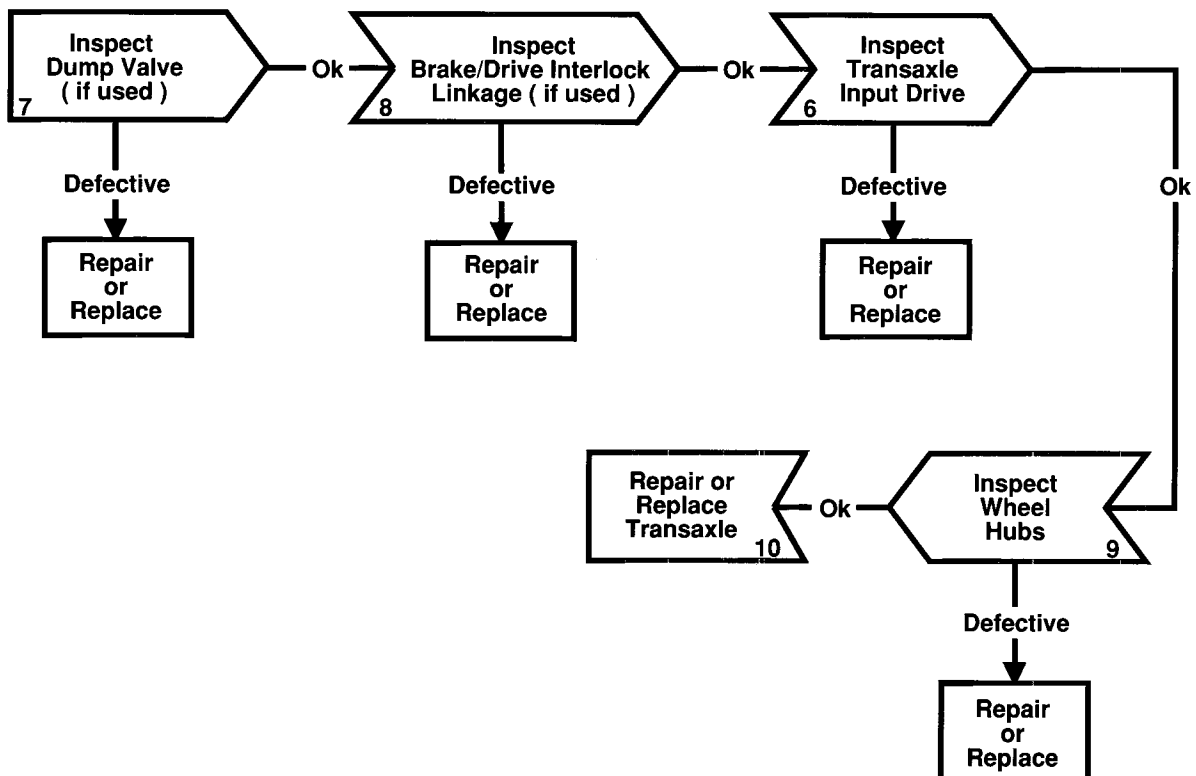 Inspect
Dump Valve
( if used )
7
Ok
Inspect
Brake/Drive Interlock
Linkage ( if used )
8
Ok
Inspect
Transaxle
Input Drive
6
Ok
Defective
Repair
or
Replace
Defective
Repair
or
Replace
Defective
Repair
or
Replace
Inspect
Wheel
Hubs
9
Ok
Repair or
Replace
Transaxle
10
Defective
Repair
or
Replace